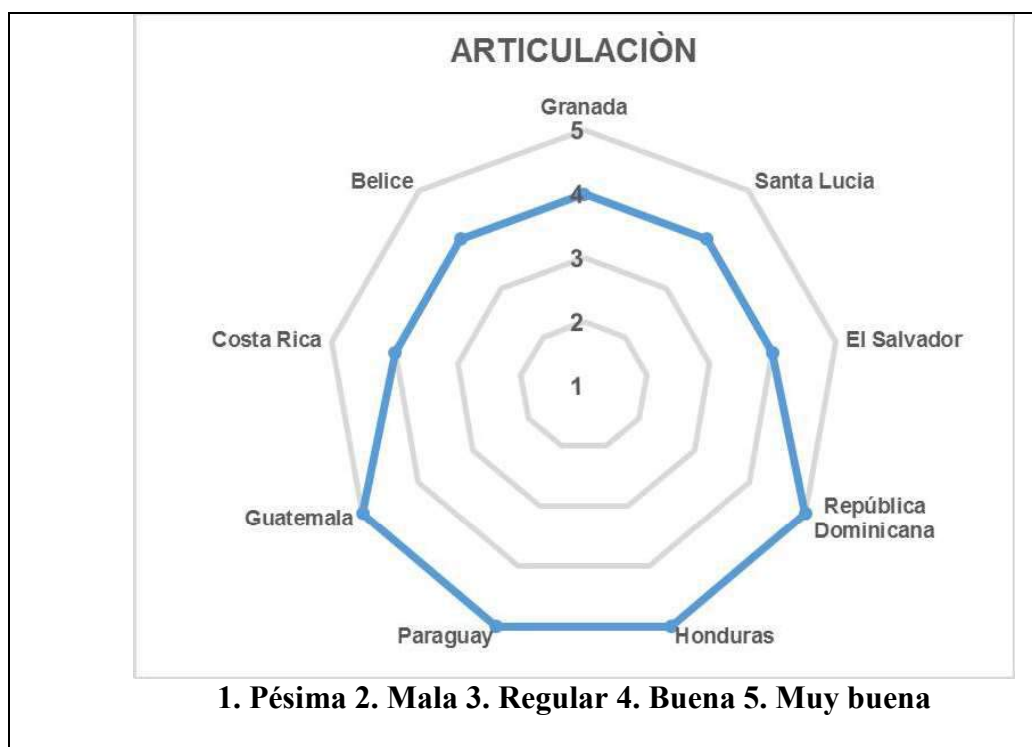 ARTICULACIÒN
Granada
5
Belice
Santa Lucia
4
3
Costa Rica
El Salvador
2
1
Guatemala
República
Dominicana
Paraguay
Honduras
1. Pésima 2. Mala 3. Regular 4. Buena 5. Muy buena